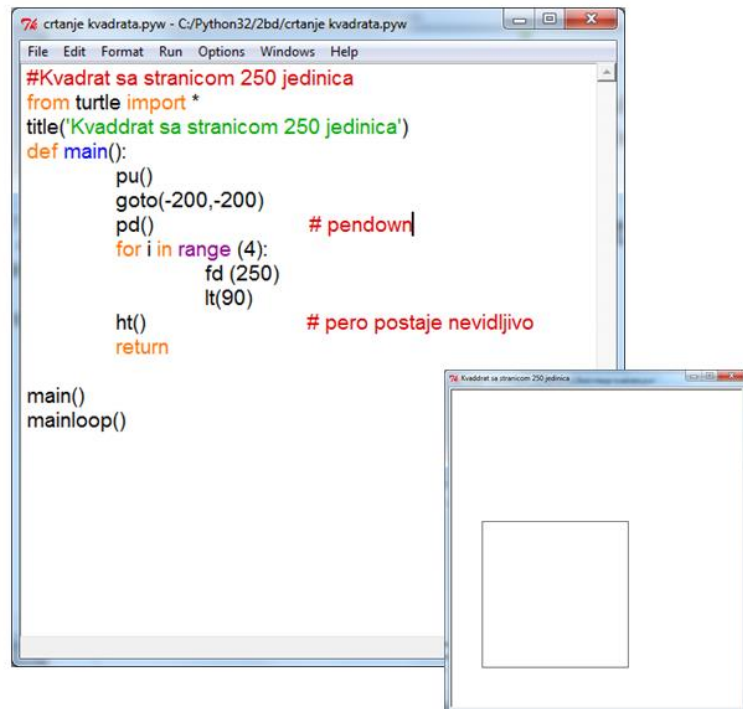 crtanje kvadrata.pyw - C:/Python32/2bd/crtanje kvadrata.pyw
File Edit Format Run Options Windows Help
#Kvadrat sa stranicom 250 jedinica
from turtle import *
title('Kvaddrat sa stranicom 250 jedinica')
def main():
pu()
goto(-200,-200)
pd() # pendown
for i in range (4):
fd (250)
lt(90)
ht() # pero postaje nevidljivo
return
main()
mainloop()
Kvaddrat sa stranicom 250 jedinica